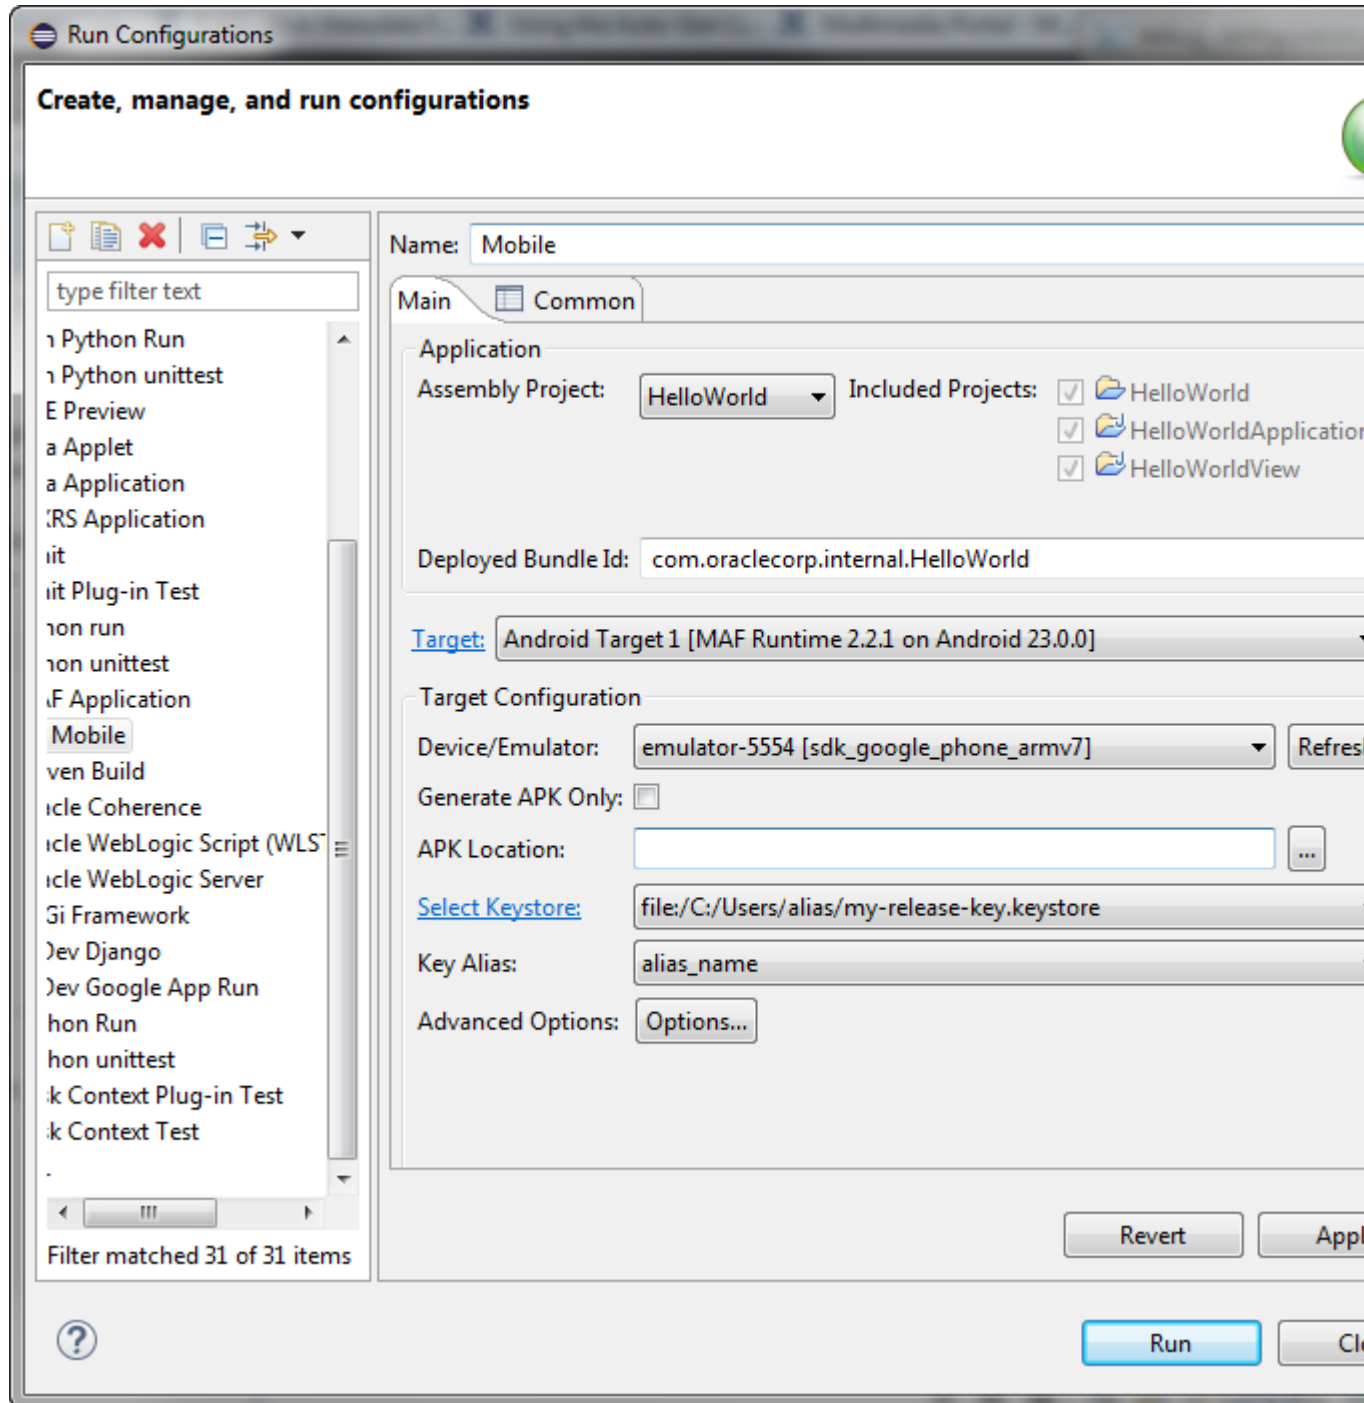 Run Configurations
Create, manage, and run configurations
Name: Mobile
type filter text
Main Common
Python Run
Python unittest
E Preview
a Applet
a Application
RS Application
it
it Plug-in Test
on run
on unittest
F Application
Mobile
ven Build
cle Coherence
cle WebLogic Script (WLST
cle WebLogic Server
Gi Framework
Dev Django
Dev Google App Run
hon Run
hon unittest
k Context Plug-in Test
k Context Test
Filter matched 31 of 31 items
Application
Assembly Project: HelloWorld Included Projects: HelloWorld
HelloWorldApplication
HelloWorldView
Deployed Bundle Id: com.oraclecorp.internal.HelloWorld
Target: Android Target 1 [MAF Runtime 2.2.1 on Android 23.0.0]
Target Configuration
Device/Emulator: emulator-5554 [sdk_google_phone_armv7] Refresh
Generate APK Only:
APK Location: ...
Select Keystore: file:/C:/Users/alias/my-release-key.keystore
Key Alias: alias_name
Advanced Options: Options...
Revert Appl
Run Cl